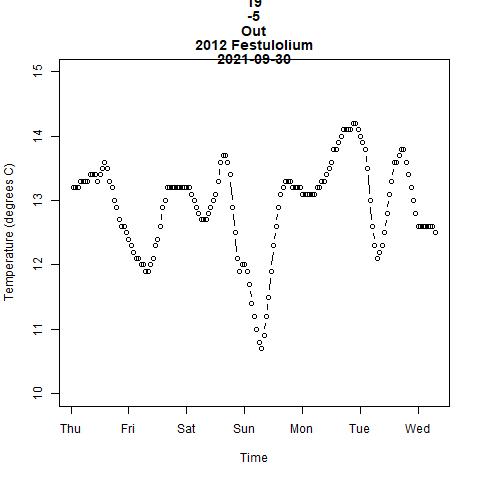 19
-5
Out
2012 Festulolium
2021-09-30
Temperature (degrees C)
15
14
13
12
11
10
Thu Fri Sat Sun Mon Tue Wed
Time